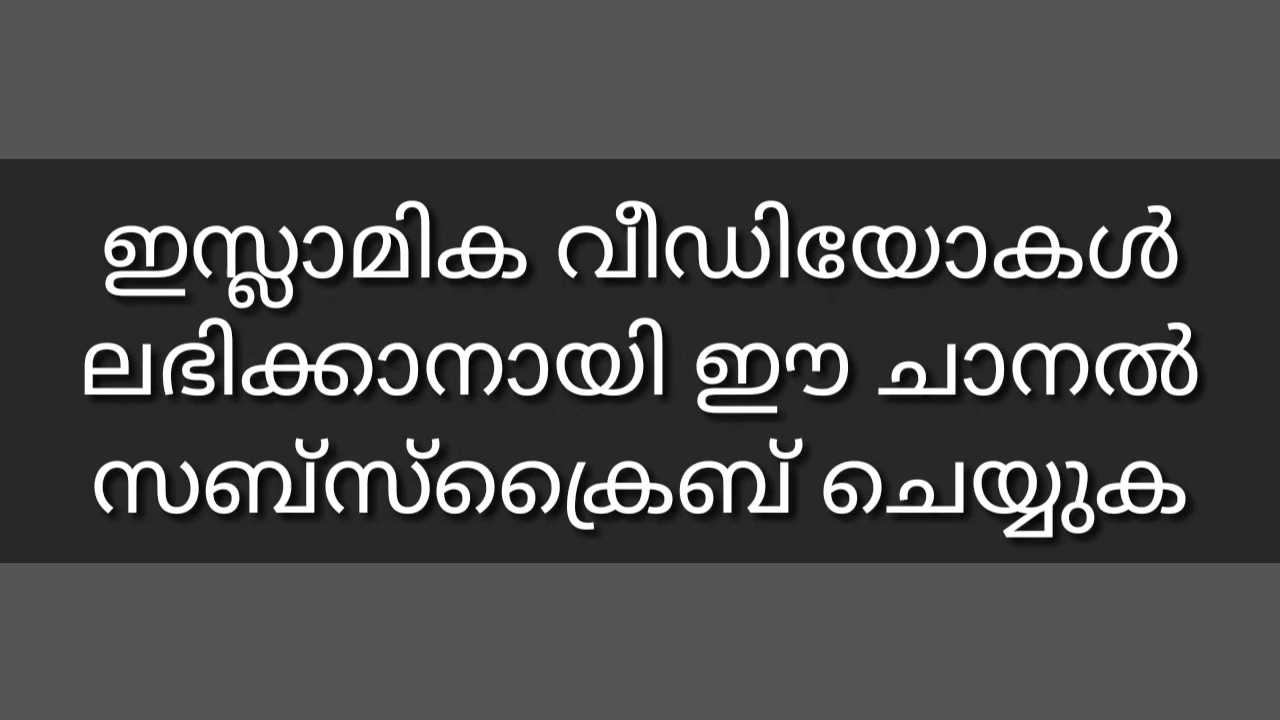 ഇസ്ലാമിക വീഡിയോകൾ
ലഭിക്കാനായി ഈ ചാനൽ
സബ്സ്ക്രൈബ് ചെയ്യുക